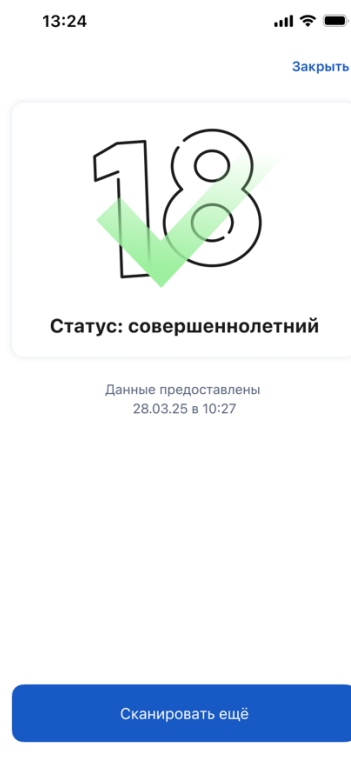 13:24
Закрыть
18
Статус: совершеннолетний
Данные предоставлены
28.03.25 в 10:27
Сканировать ещё